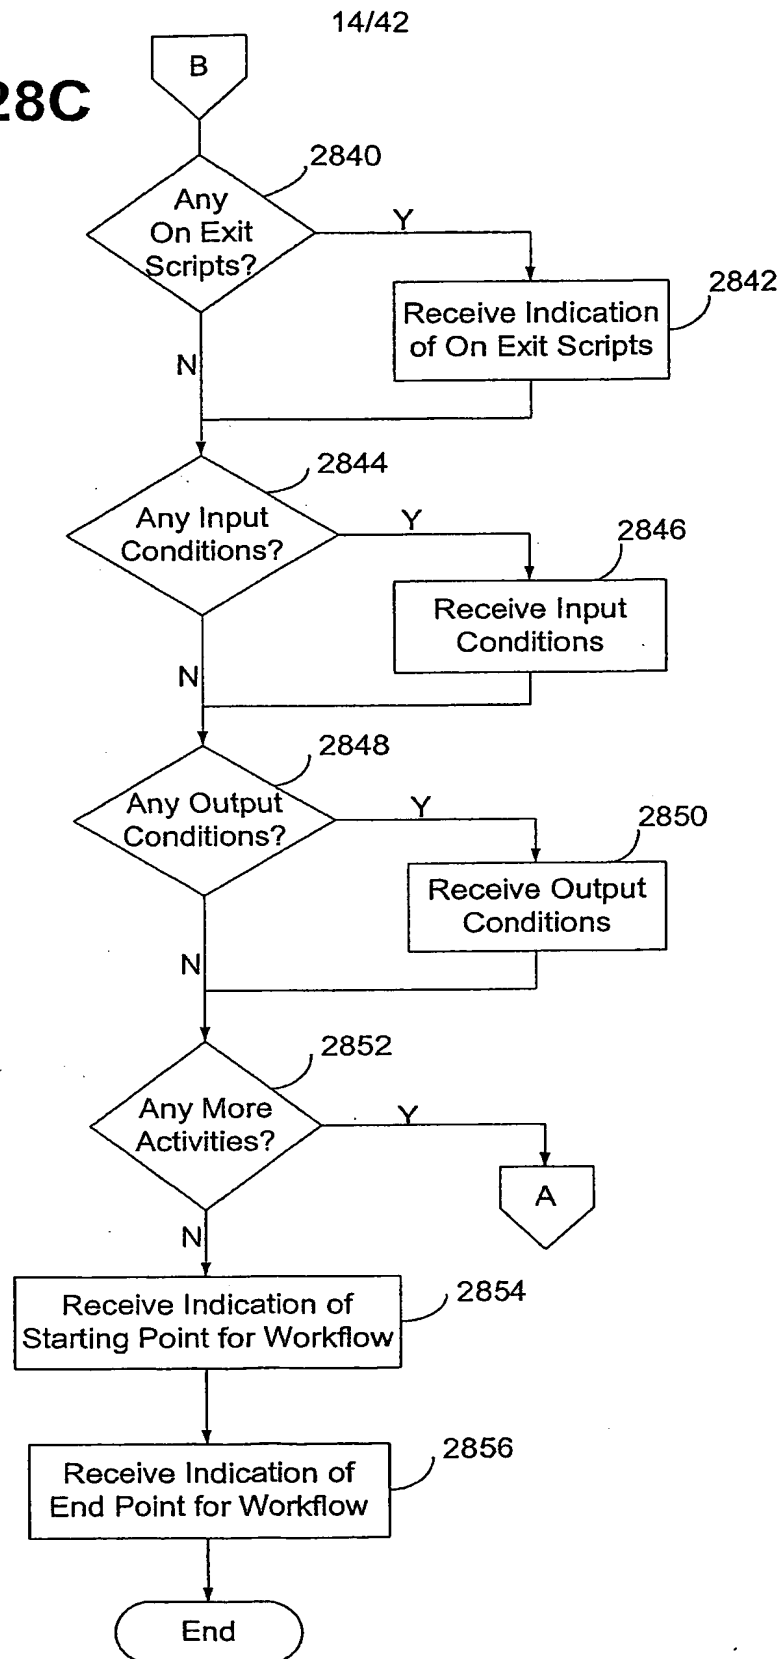 14/42
28C
B
2840
Any
On Exit
Scripts?
Y
2842
Receive Indication
of On Exit Scripts
N
2844
Any Input
Conditions?
Y
2846
Receive Input
Conditions
N
2848
Any Output
Conditions?
Y
2850
Receive Output
Conditions
N
2852
Any More
Activities?
Y
A
N
2854
Receive Indication of
Starting Point for Workflow
2856
Receive Indication of
End Point for Workflow
End